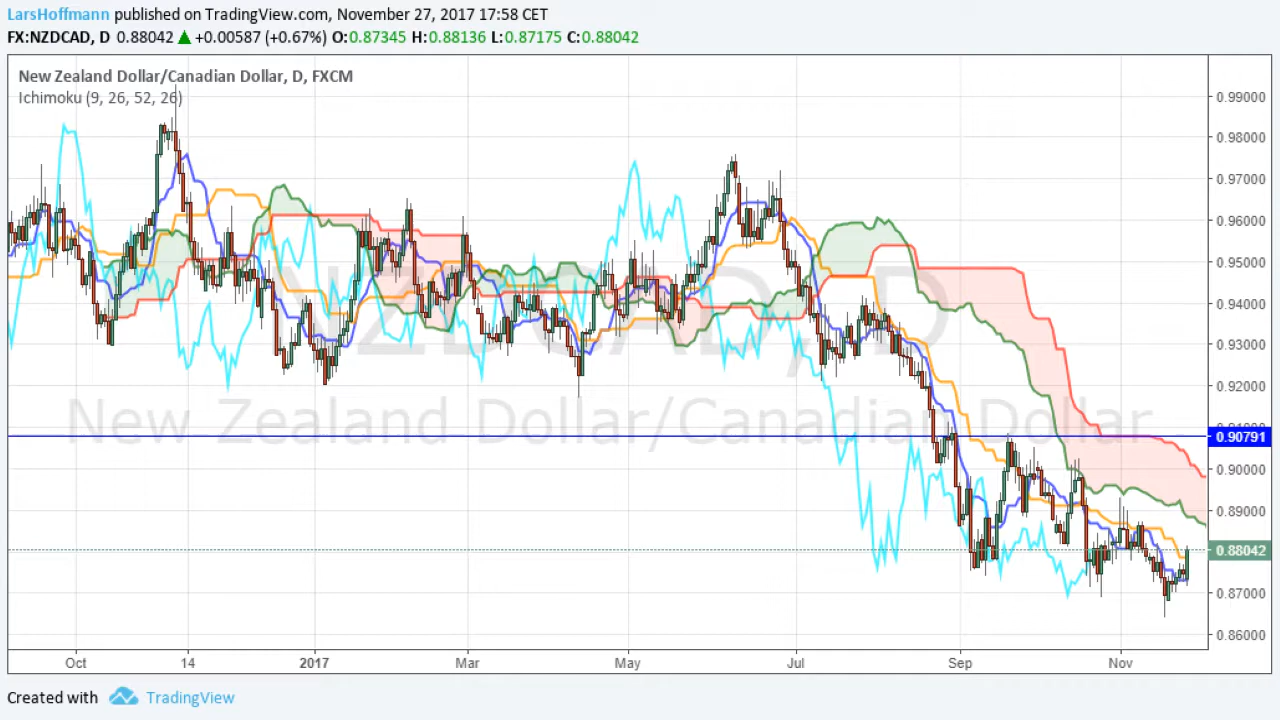 LarsHoffmann published on TradingView.com, November 27, 2017 17:58 CET
FX:NZDCAD, D 0.88042 ▲ +0.00587 (+0.67%) O:0.87345 H:0.88136 L:0.87175 C:0.88042
New Zealand Dollar/Canadian Dollar, D, FXCM
Ichimoku (9, 26, 52, 26)
0.99000
0.98000
0.97000
0.96000
0.95000
0.94000
0.93000
0.92000
0.91000
0.90791
0.90000
0.89000
0.88042
0.87000
0.86000
NZDCAD, D
New Zealand Dollar/Canadian Dollar
Oct 14 2017 Mar May Jul Sep Nov
Created with TradingView